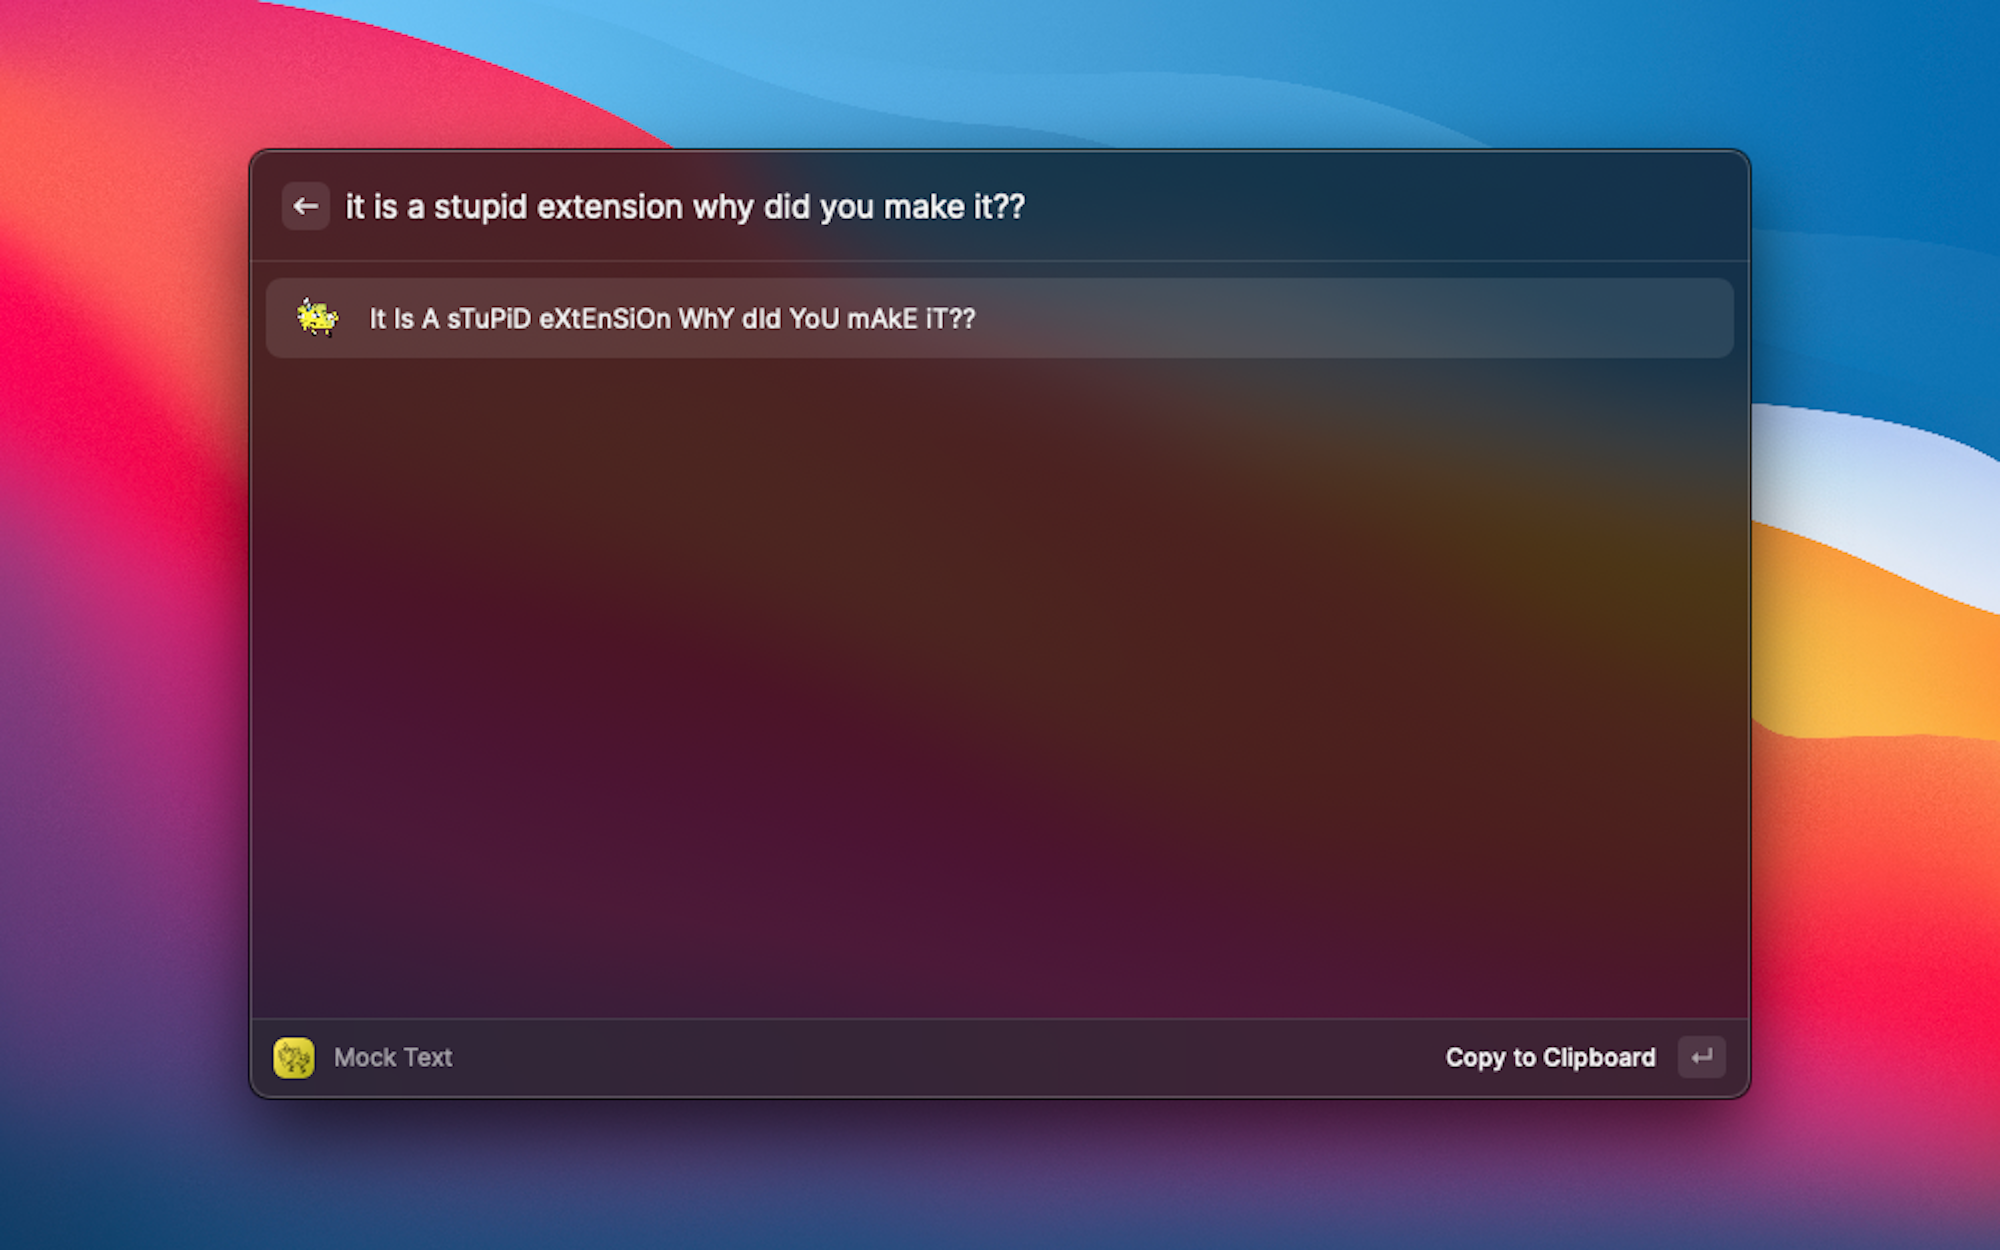 it is a stupid extension why did you make it??
It Is A sTuPiD eXtEnSiOn WhY dId YoU mAkE iT??
Mock Text
Copy to Clipboard